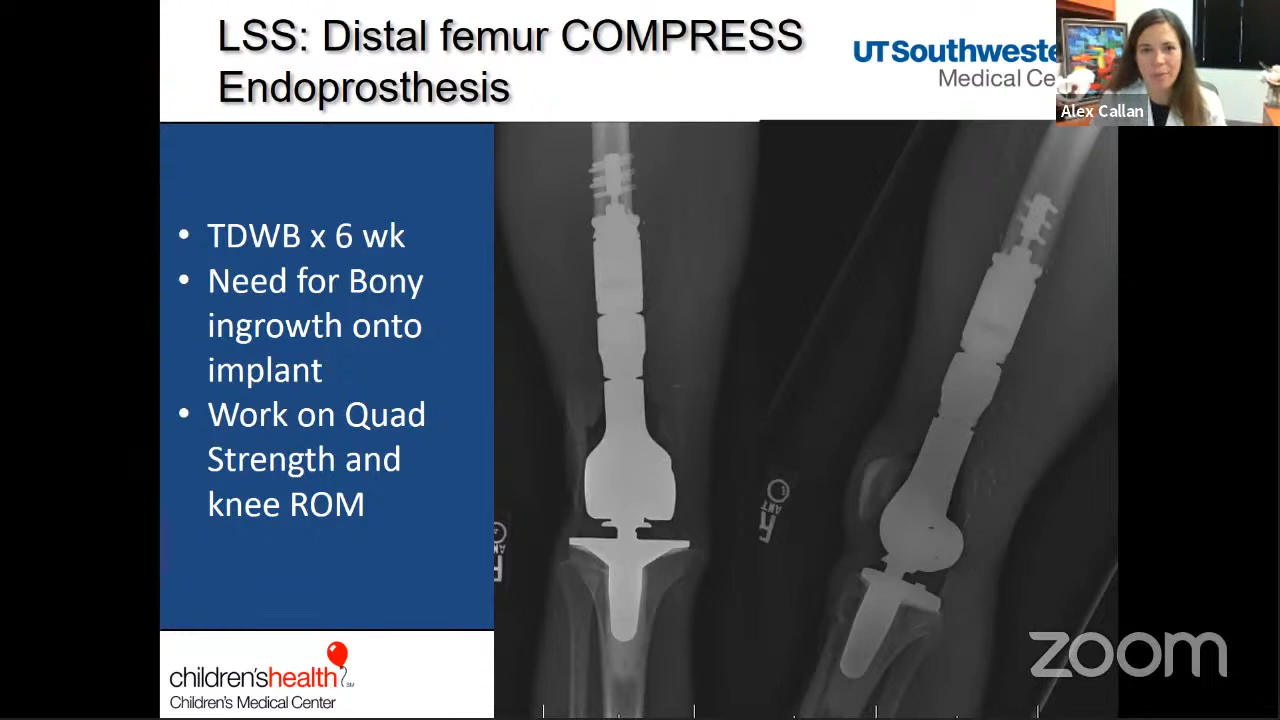 LSS: Distal femur COMPRESS
Endoprosthesis
UTSouthweste
Medical Ce
Alex Callan
• TDWB x 6 wk
• Need for Bony
ingrowth onto
implant
• Work on Quad
Strength and
knee ROM
children'shealth
SM
Children's Medical Center
zoom